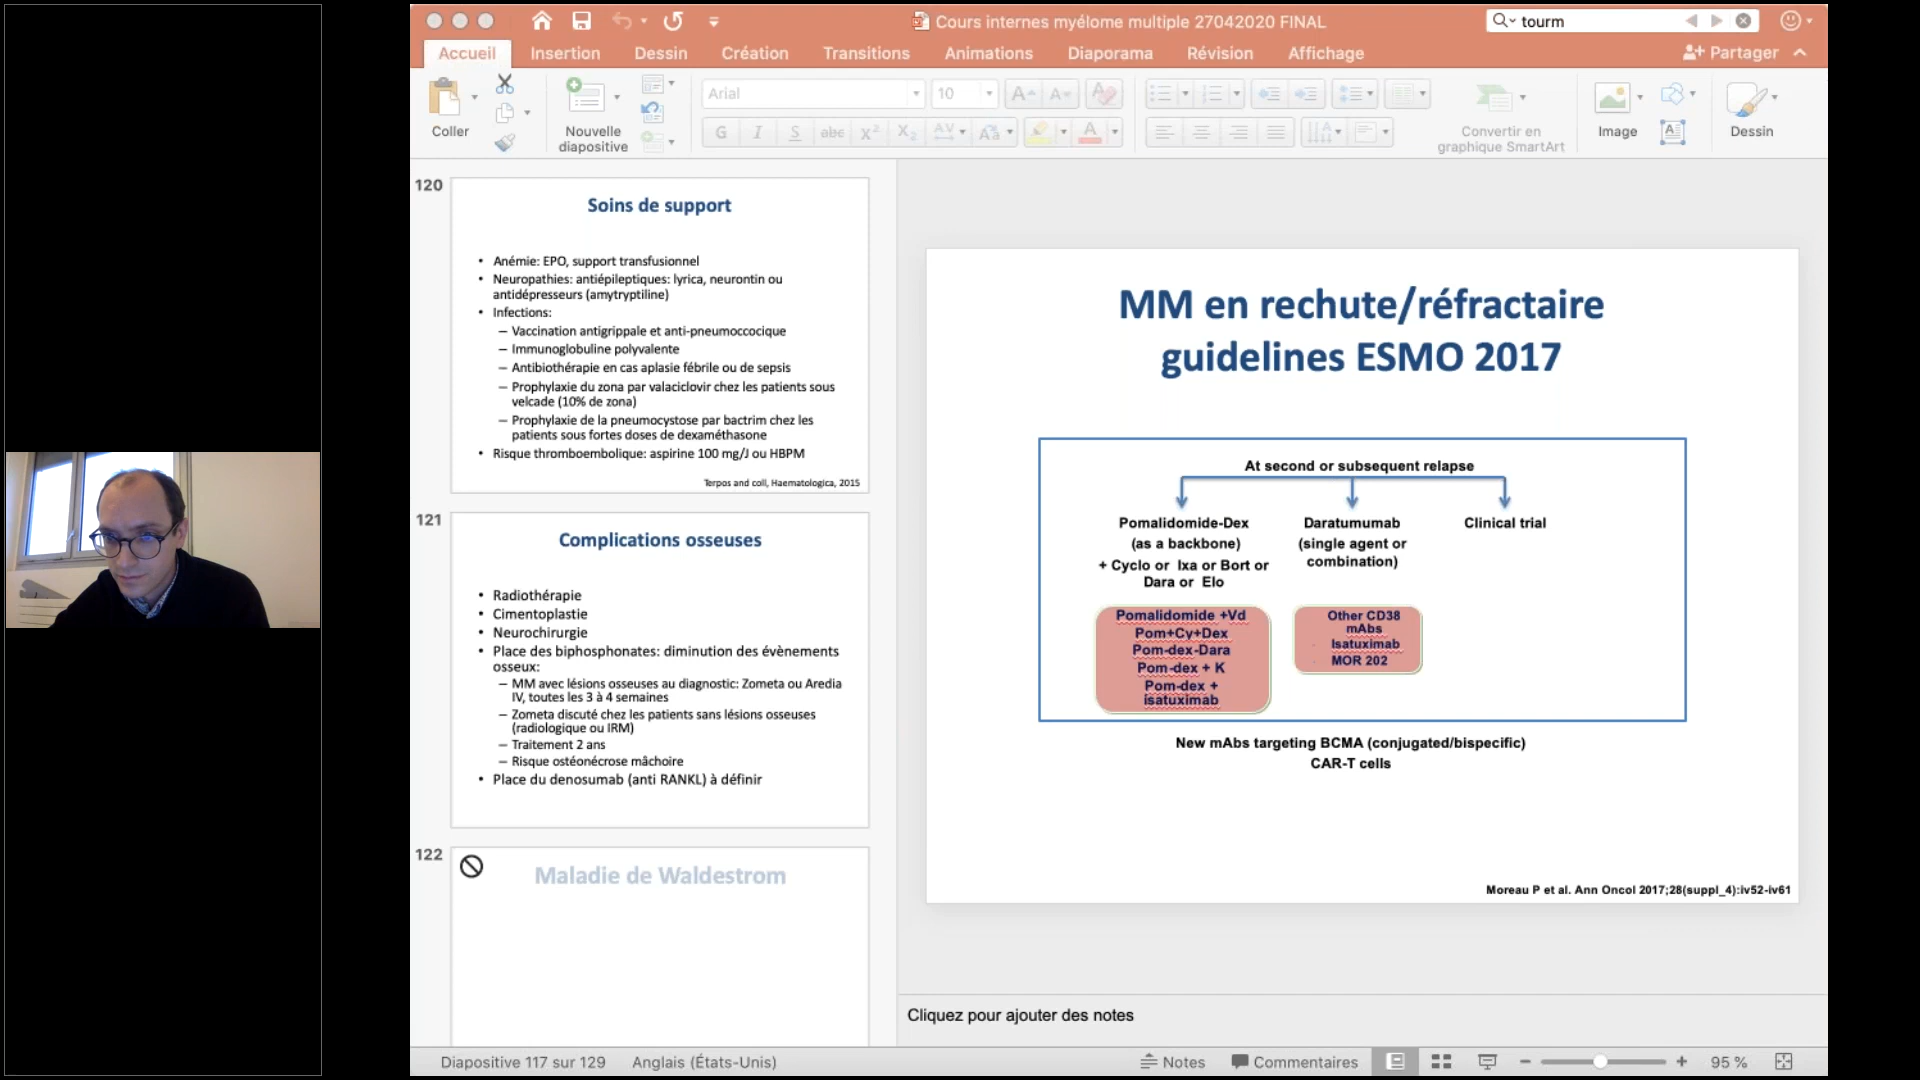 Cours internes myélome multiple 27042020 FINAL
tourm
Accueil
Insertion
Dessin
Création
Transitions
Animations
Diaporama
Révision
Affichage
Partager
Coller
Nouvelle
diapositive
Arial
10
G I S abc X² X₂ AV Aa A
Convertir en
graphique SmartArt
Image
Dessin
120
Soins de support
• Anémie: EPO, support transfusionnel
• Neuropathies: antiépileptiques: lyrica, neurontin ou
antidépresseurs (amytryptiline)
• Infections:
– Vaccination antigrippale et anti-pneumoccocique
– Immunoglobuline polyvalente
– Antibiothérapie en cas aplasie fébrile ou de sepsis
– Prophylaxie du zona par valaciclovir chez les patients sous
velcade (10% de zona)
– Prophylaxie de la pneumocystose par bactrim chez les
patients sous fortes doses de dexaméthasone
• Risque thromboembolique: aspirine 100 mg/J ou HBPM
Terpos and coll, Haematologica, 2015
121
Complications osseuses
• Radiothérapie
• Cimentoplastie
• Neurochirurgie
• Place des biphosphonates: diminution des évènements
osseux:
– MM avec lésions osseuses au diagnostic: Zometa ou Aredia
IV, toutes les 3 à 4 semaines
– Zometa discuté chez les patients sans lésions osseuses
(radiologique ou IRM)
– Traitement 2 ans
– Risque ostéonécrose mâchoire
• Place du denosumab (anti RANKL) à définir
122
Maladie de Waldestrom
MM en rechute/réfractaire
guidelines ESMO 2017
At second or subsequent relapse
Pomalidomide-Dex
(as a backbone)
+ Cyclo or Ixa or Bort or
Dara or Elo
Daratumumab
(single agent or
combination)
Clinical trial
Pomalidomide +Vd
Pom+Cy+Dex
Pom-dex-Dara
Pom-dex + K
Pom-dex +
isatuximab
Other CD38
mAbs
Isatuximab
MOR 202
New mAbs targeting BCMA (conjugated/bispecific)
CAR-T cells
Moreau P et al. Ann Oncol 2017;28(suppl_4):iv52-iv61
Cliquez pour ajouter des notes
Diapositive 117 sur 129
Anglais (États-Unis)
Notes
Commentaires
95 %